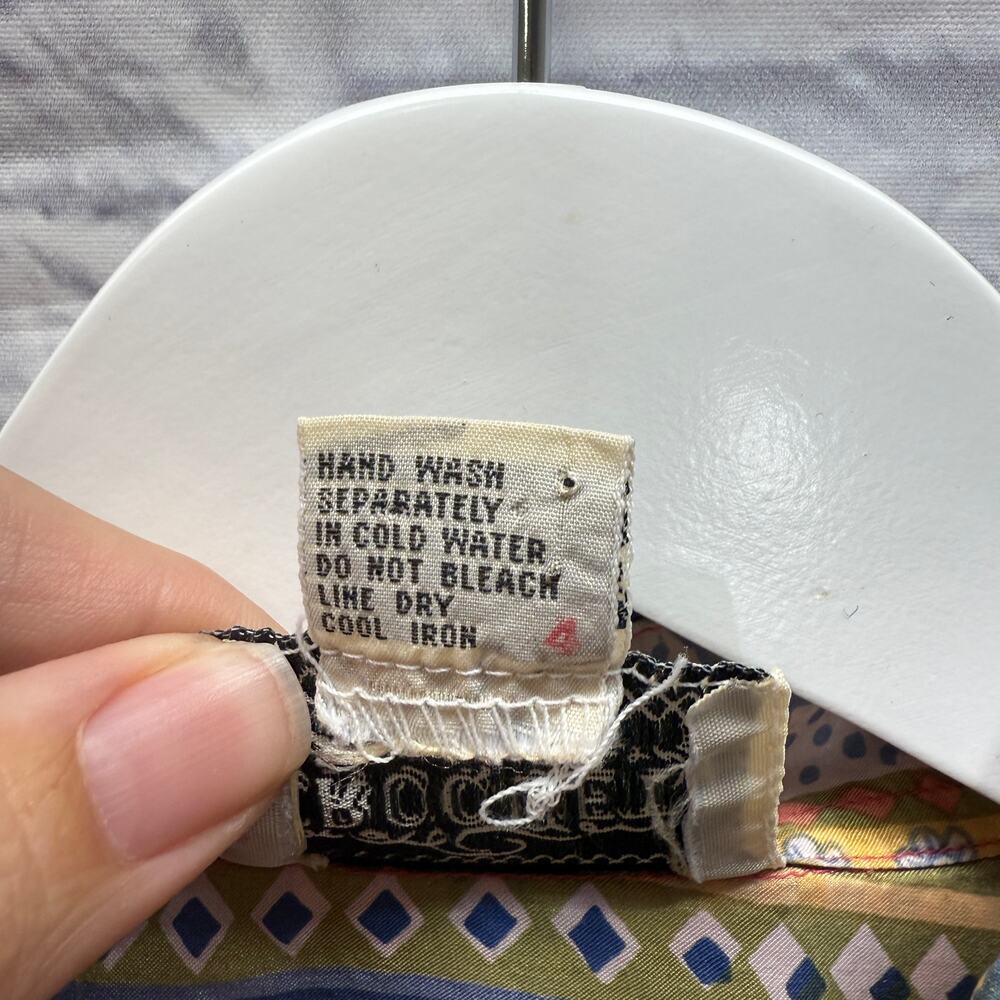 HAND WASH
SEPARATELY
IN COLD WATER
DO NOT BLEACH
LINE DRY
COOL IRON
4